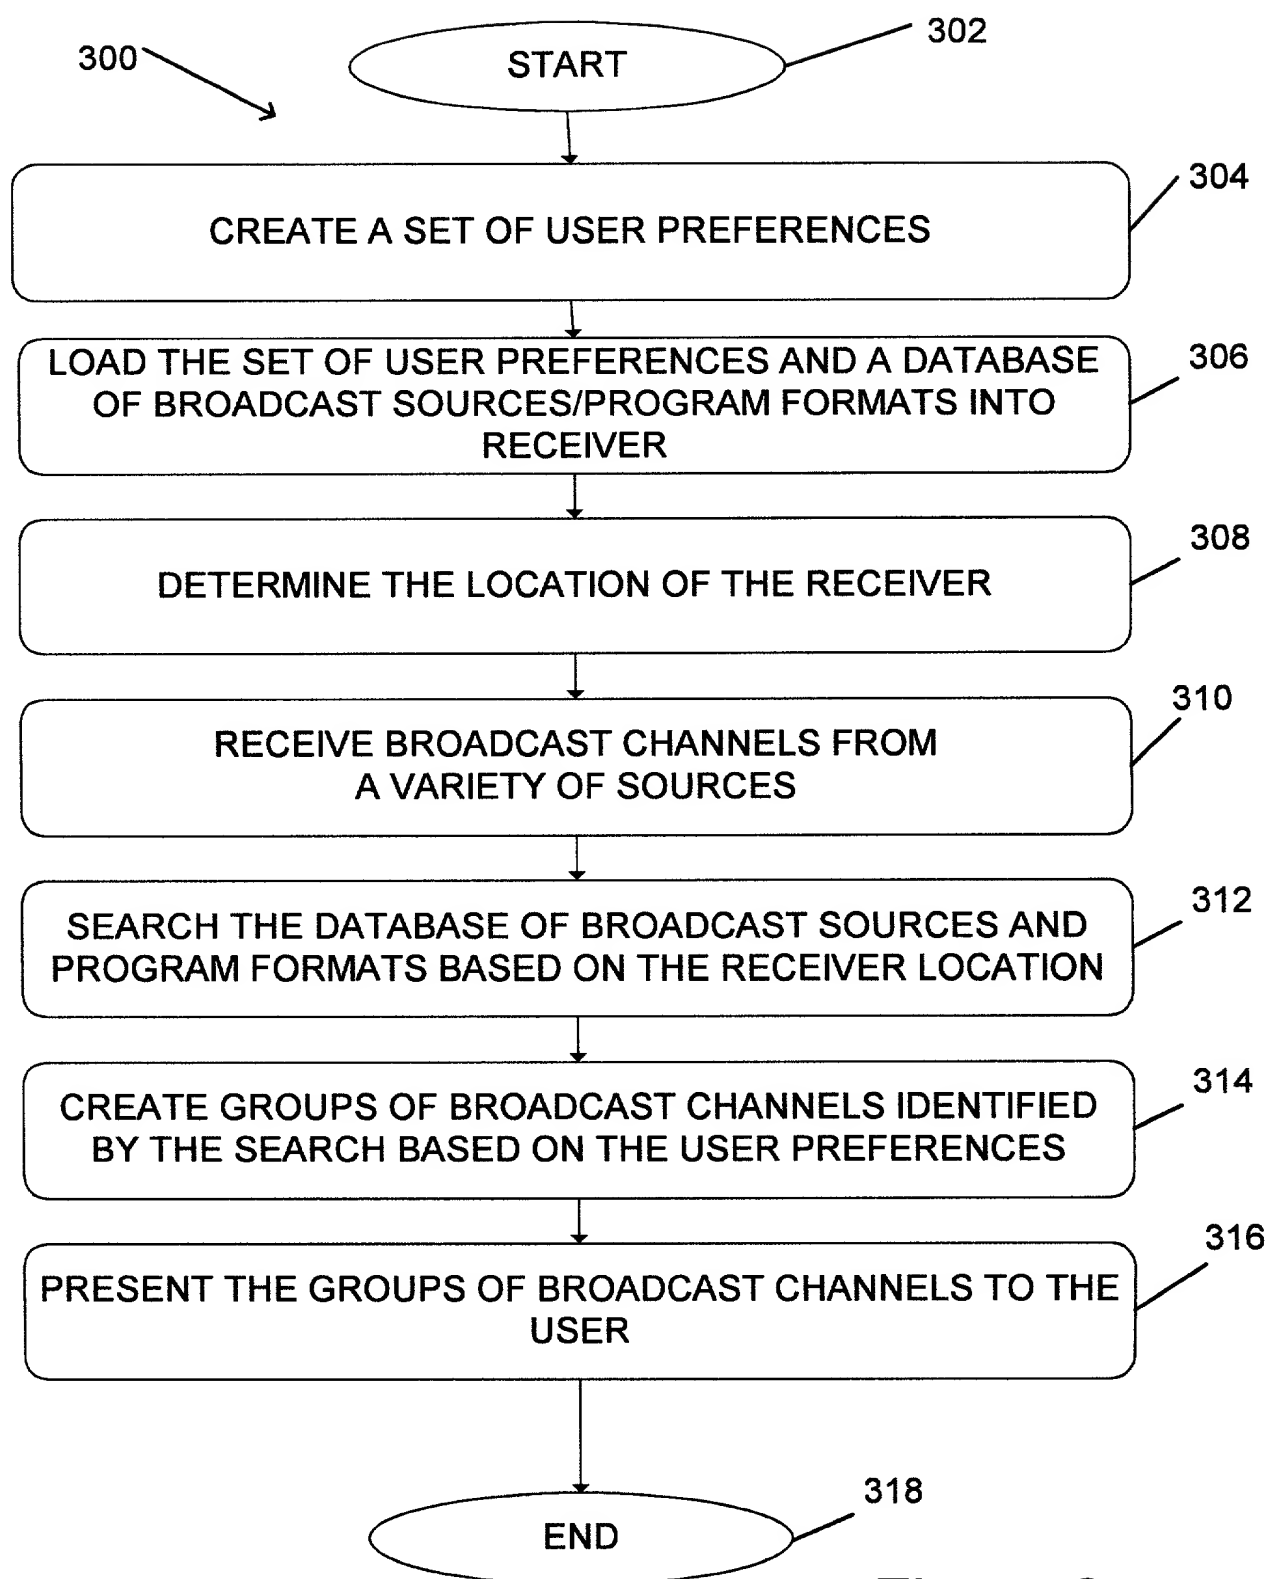 300
START
302
CREATE A SET OF USER PREFERENCES
304
LOAD THE SET OF USER PREFERENCES AND A DATABASE
OF BROADCAST SOURCES/PROGRAM FORMATS INTO
RECEIVER
306
DETERMINE THE LOCATION OF THE RECEIVER
308
RECEIVE BROADCAST CHANNELS FROM
A VARIETY OF SOURCES
310
SEARCH THE DATABASE OF BROADCAST SOURCES AND
PROGRAM FORMATS BASED ON THE RECEIVER LOCATION
312
CREATE GROUPS OF BROADCAST CHANNELS IDENTIFIED
BY THE SEARCH BASED ON THE USER PREFERENCES
314
PRESENT THE GROUPS OF BROADCAST CHANNELS TO THE
USER
316
END
318